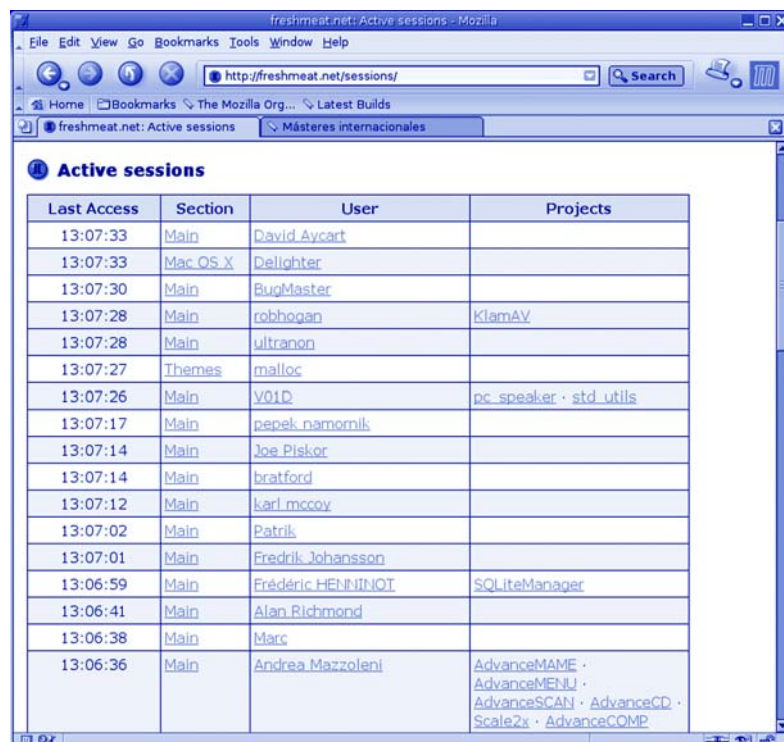 freshmeat.net: Active sessions - Mozilla
File Edit View Go Bookmarks Tools Window Help
http://freshmeat.net/sessions/ Search
Home Bookmarks The Mozilla Org... Latest Builds
freshmeat.net: Active sessions Másteres internacionales
Active sessions
Last Access Section User Projects
13:07:33 Main David Aycart
13:07:33 Mac OS X Delighter
13:07:30 Main BugMaster
13:07:28 Main robhogan KlamAV
13:07:28 Main ultranon
13:07:27 Themes malloc
13:07:26 Main V01D pc_speaker · std_utils
13:07:17 Main pepek namornik
13:07:14 Main Joe Piskor
13:07:14 Main bratford
13:07:12 Main karl mccoy
13:07:02 Main Patrik
13:07:01 Main Fredrik Johansson
13:06:59 Main Frédéric HENNINOT SQLiteManager
13:06:41 Main Alan Richmond
13:06:38 Main Marc
13:06:36 Main Andrea Mazzoleni AdvanceMAME ·
AdvanceMENU ·
AdvanceSCAN · AdvanceCD ·
Scale2x · AdvanceCOMP